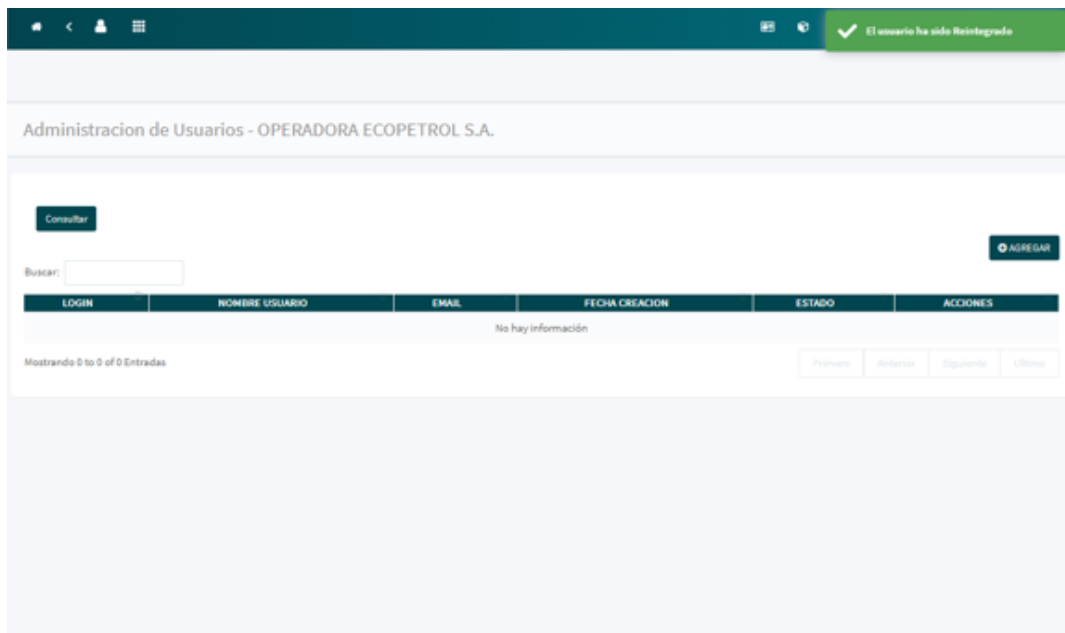 El usuario ha sido Reintegrado
Administracion de Usuarios - OPERADORA ECOPETROL S.A.
Consultar
AGREGAR
Buscar:
LOGIN NOMBRE USUARIO EMAIL FECHA CREACION ESTADO ACCIONES
No hay información
Mostrando 0 to 0 of 0 Entradas
Primero Anterior Siguiente Ultimo